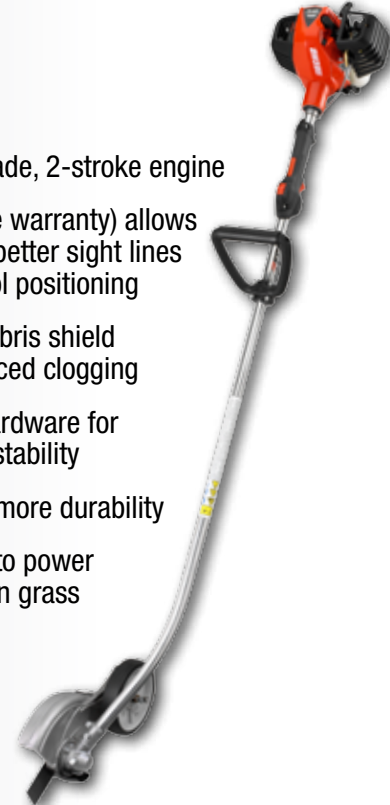 ade, 2-stroke engine
e warranty) allows
better sight lines
ol positioning
bris shield
ced clogging
ardware for
stability
more durability
to power
n grass